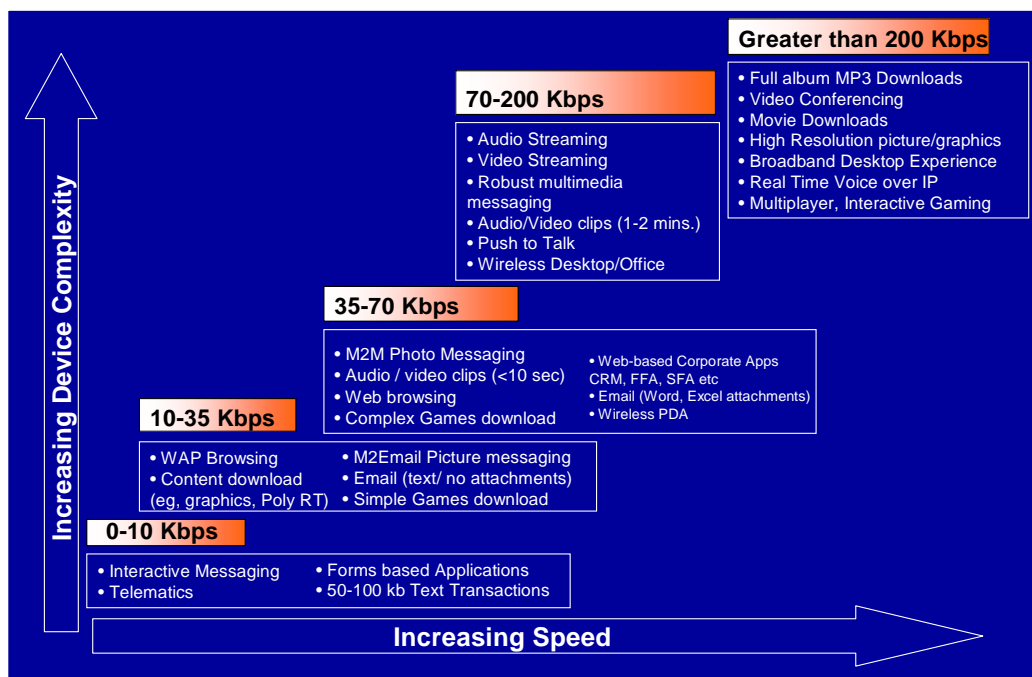 Greater than 200 Kbps
• Full album MP3 Downloads
• Video Conferencing
• Movie Downloads
• High Resolution picture/graphics
• Broadband Desktop Experience
• Real Time Voice over IP
• Multiplayer, Interactive Gaming
70-200 Kbps
• Audio Streaming
• Video Streaming
• Robust multimedia
messaging
• Audio/Video clips (1-2 mins.)
• Push to Talk
• Wireless Desktop/Office
35-70 Kbps
• M2M Photo Messaging
• Audio / video clips (<10 sec)
• Web browsing
• Complex Games download
• Web-based Corporate Apps
CRM, FFA, SFA etc
• Email (Word, Excel attachments)
• Wireless PDA
10-35 Kbps
• WAP Browsing
• Content download
(eg, graphics, Poly RT)
• M2Email Picture messaging
• Email (text/ no attachments)
• Simple Games download
0-10 Kbps
• Interactive Messaging
• Telematics
• Forms based Applications
• 50-100 kb Text Transactions
Increasing Device Complexity
Increasing Speed